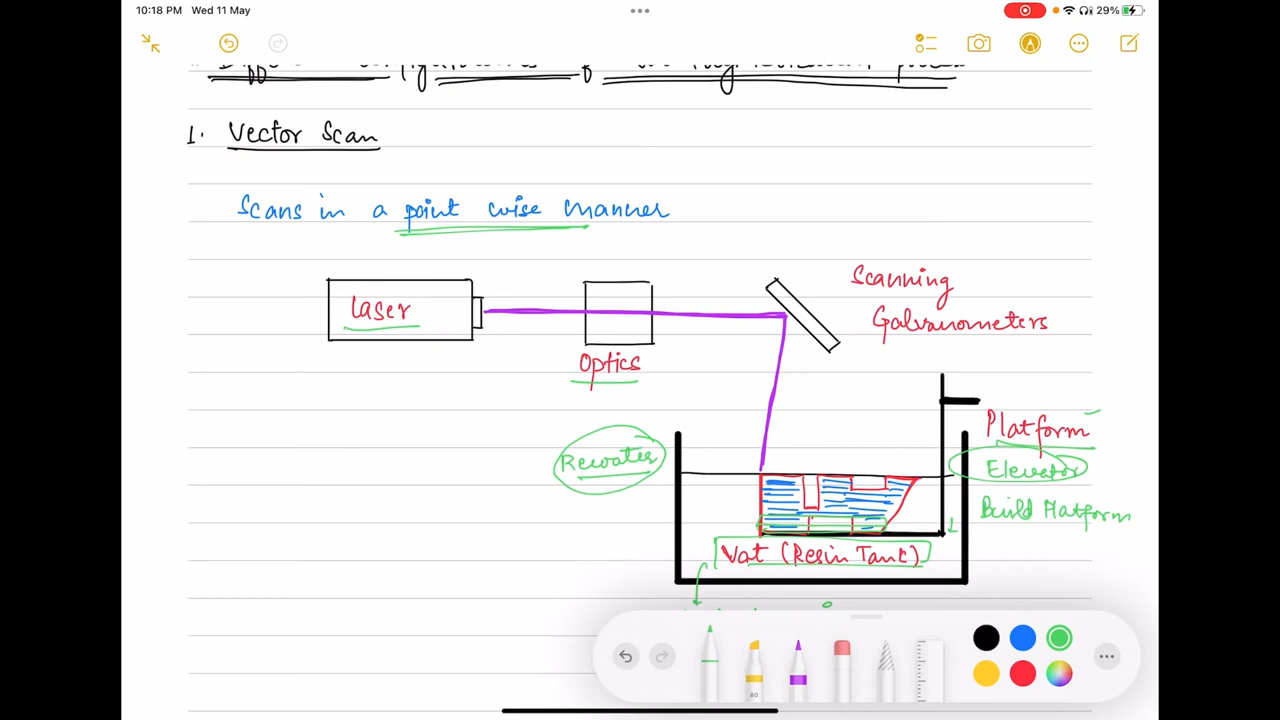 10:18 PM Wed 11 May
29%
1. Vector Scan
Scans in a point wise manner
Laser
Optics
Scanning
Galvanometers
Platform
Elevator
Build Platform
Vat (Resin Tank)
80